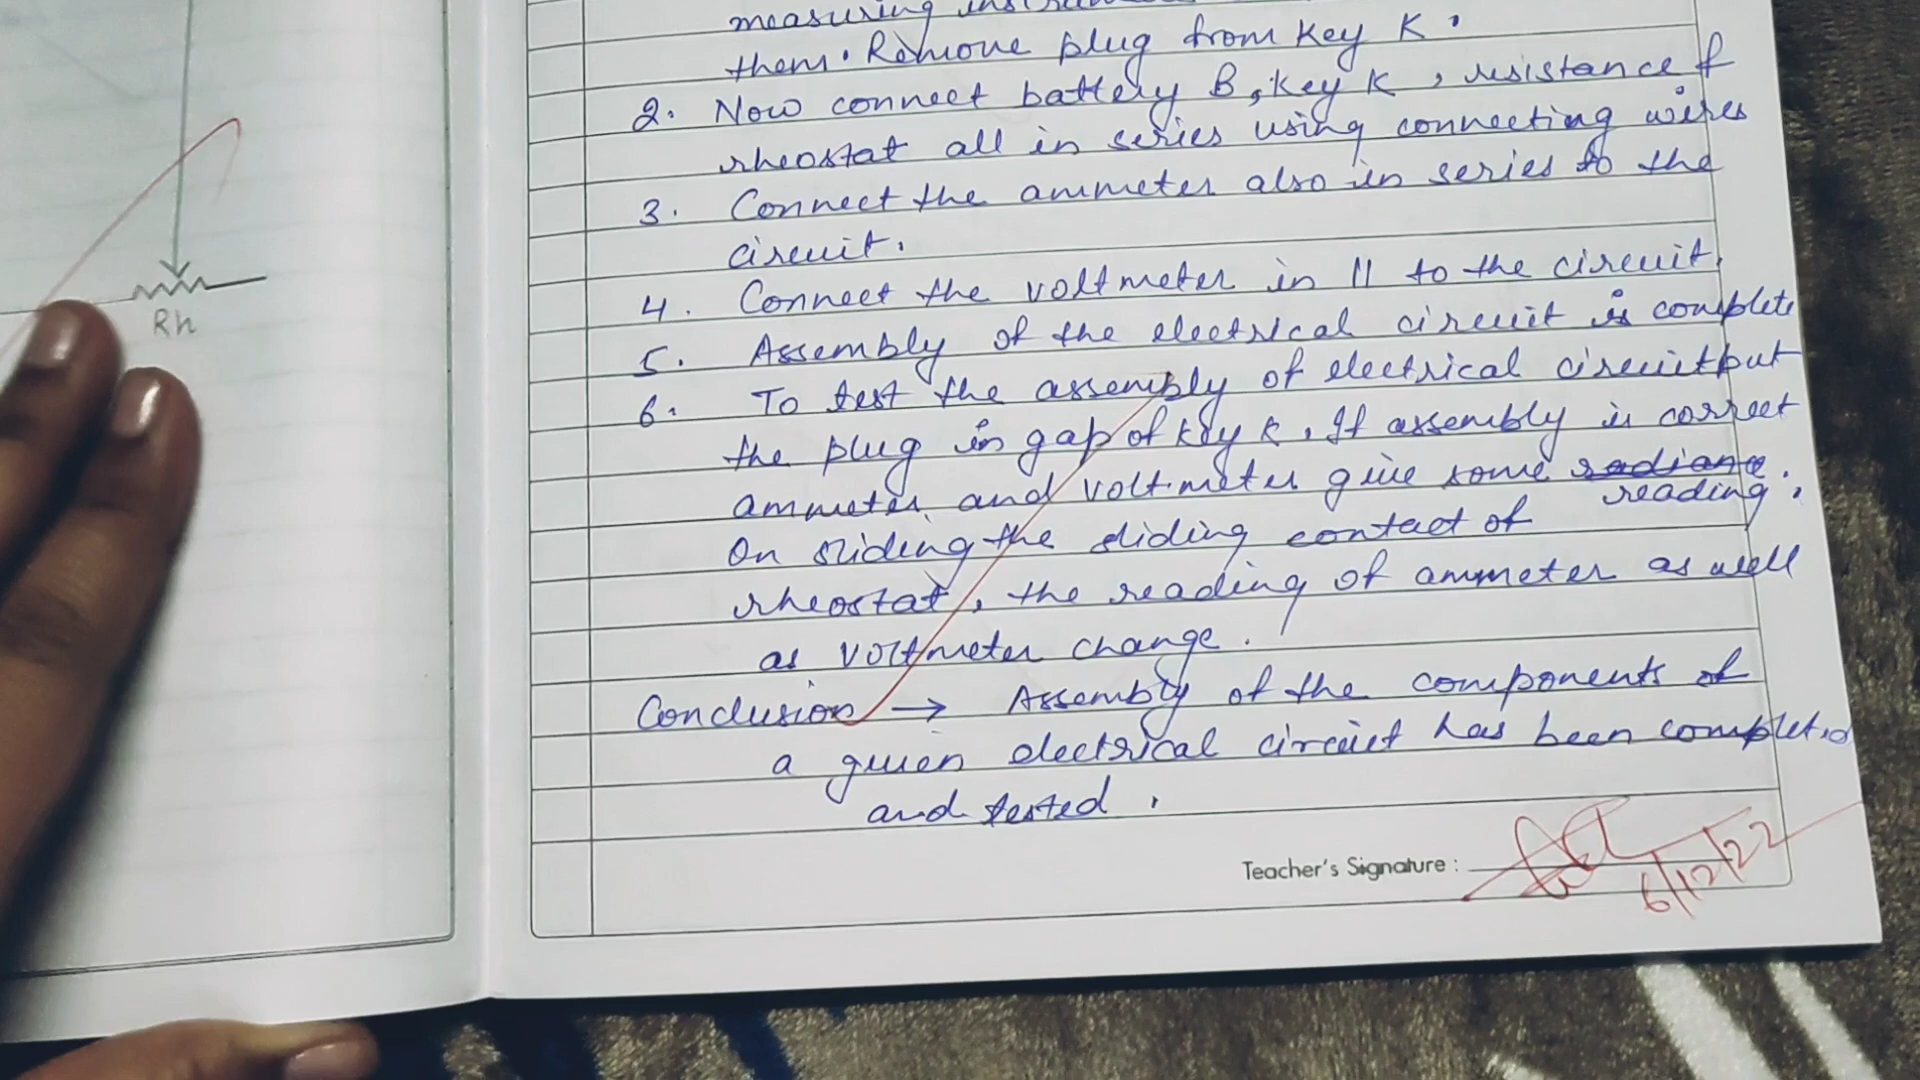 Rh
measuring
them. Remove plug from key K.
2. Now connect battery B, key K, resistance f
rheostat all in series using connecting wires
3. Connect the ammeter also in series to the
circuit.
4. Connect the voltmeter in || to the circuit.
5. Assembly of the electrical circuit is complete
6. To test the assembly of electrical circuit put
the plug in gap of key K. If assembly is correct
ammeter and voltmeter give some radiance.
reading.
On sliding the sliding contact of
rheostat, the reading of ammeter as well
as voltmeter change.
Conclusion → Assembly of the components of
a given electrical circuit has been completed
and tested.
Teacher's Signature :
6/12/22